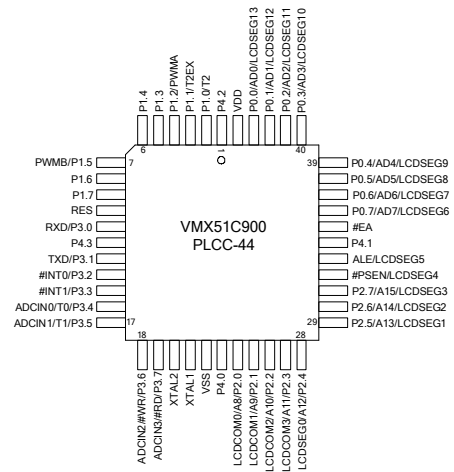 P1.4
P1.3
P1.2/PWMA
P1.1/T2EX
P1.0/T2
P4.2
VDD
P0.0/AD0/LCDSEG13
P0.1/AD1/LCDSEG12
P0.2/AD2/LCDSEG11
P0.3/AD3/LCDSEG10
6
1
40
PWMB/P1.5
P1.6
P1.7
RES
RXD/P3.0
P4.3
TXD/P3.1
#INT0/P3.2
#INT1/P3.3
ADCIN0/T0/P3.4
ADCIN1/T1/P3.5
7
17
VMX51C900
PLCC-44
39
29
P0.4/AD4/LCDSEG9
P0.5/AD5/LCDSEG8
P0.6/AD6/LCDSEG7
P0.7/AD7/LCDSEG6
#EA
P4.1
ALE/LCDSEG5
#PSEN/LCDSEG4
P2.7/A15/LCDSEG3
P2.6/A14/LCDSEG2
P2.5/A13/LCDSEG1
18
28
ADCIN2/#WR/P3.6
ADCIN3/#RD/P3.7
XTAL2
XTAL1
VSS
P4.0
LCDCOM0/A8/P2.0
LCDCOM1/A9/P2.1
LCDCOM2/A10/P2.2
LCDCOM3/A11/P2.3
LCDSEG0/A12/P2.4